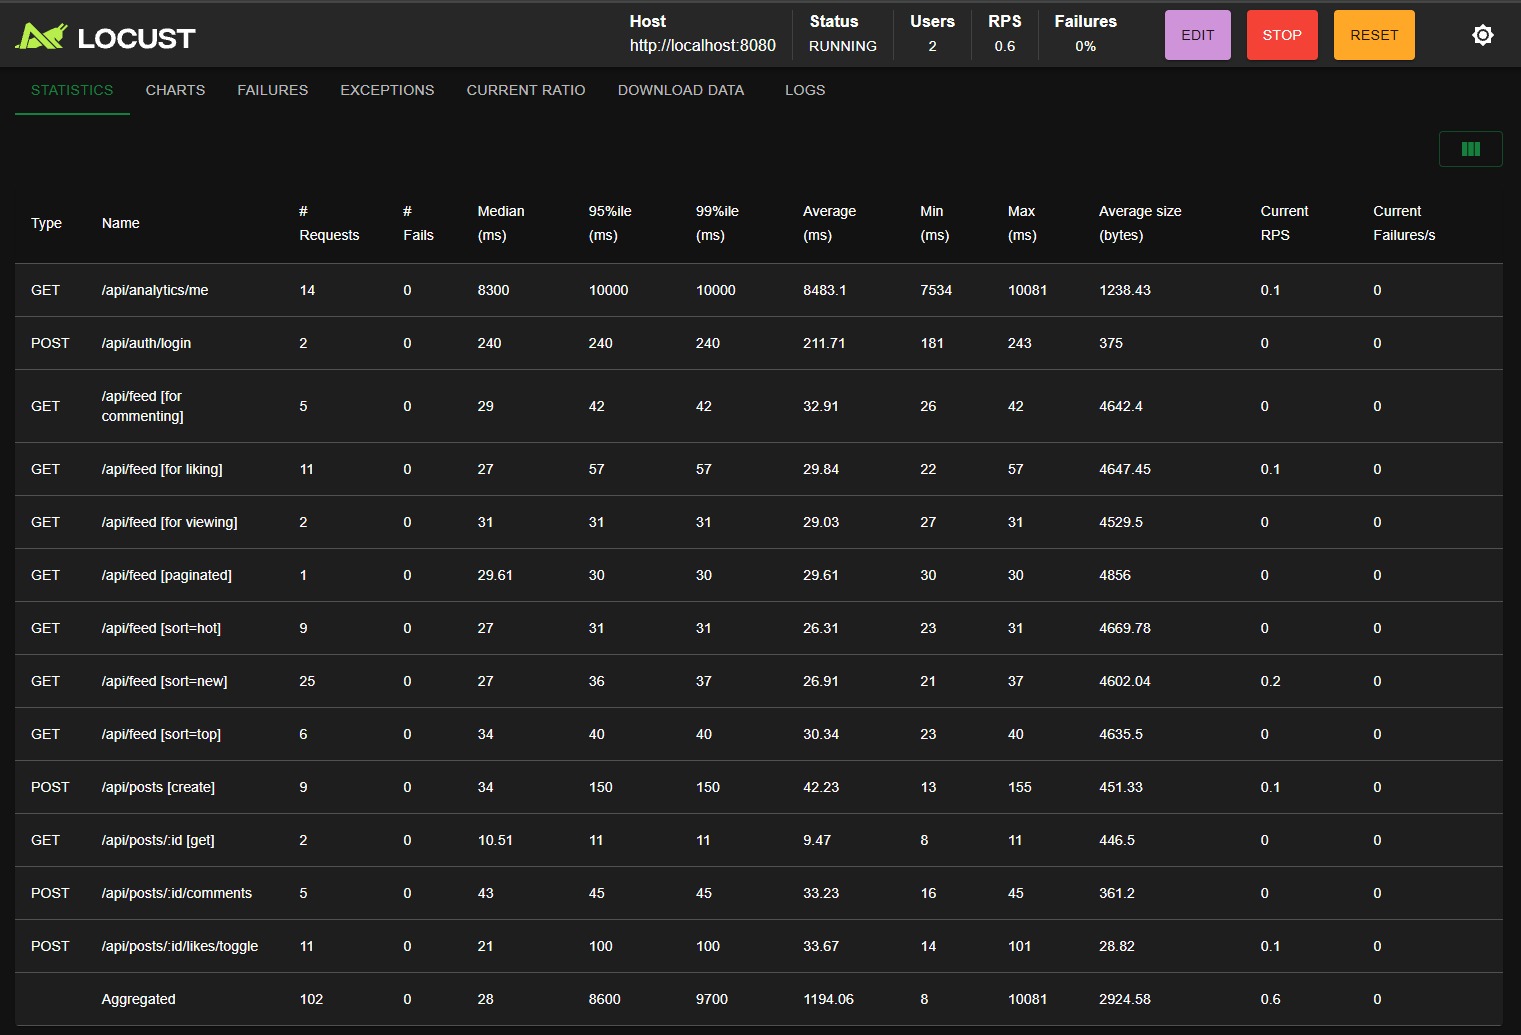 LOCUST
Host Status Users RPS Failures
http://localhost:8080 RUNNING 2 0.6 0%
EDIT STOP RESET
STATISTICS CHARTS FAILURES EXCEPTIONS CURRENT RATIO DOWNLOAD DATA LOGS
Type Name # Requests # Fails Median (ms) 95%ile (ms) 99%ile (ms) Average (ms) Min (ms) Max (ms) Average size (bytes) Current RPS Current Failures/s
GET /api/analytics/me 14 0 8300 10000 10000 8483.1 7534 10081 1238.43 0.1 0
POST /api/auth/login 2 0 240 240 240 211.71 181 243 375 0 0
GET /api/feed [for commenting] 5 0 29 42 42 32.91 26 42 4642.4 0 0
GET /api/feed [for liking] 11 0 27 57 57 29.84 22 57 4647.45 0.1 0
GET /api/feed [for viewing] 2 0 31 31 31 29.03 27 31 4529.5 0 0
GET /api/feed [paginated] 1 0 29.61 30 30 29.61 30 30 4856 0 0
GET /api/feed [sort=hot] 9 0 27 31 31 26.31 23 31 4669.78 0 0
GET /api/feed [sort=new] 25 0 27 36 37 26.91 21 37 4602.04 0.2 0
GET /api/feed [sort=top] 6 0 34 40 40 30.34 23 40 4635.5 0 0
POST /api/posts [create] 9 0 34 150 150 42.23 13 155 451.33 0.1 0
GET /api/posts/:id [get] 2 0 10.51 11 11 9.47 8 11 446.5 0 0
POST /api/posts/:id/comments 5 0 43 45 45 33.23 16 45 361.2 0 0
POST /api/posts/:id/likes/toggle 11 0 21 100 100 33.67 14 101 28.82 0.1 0
Aggregated 102 0 28 8600 9700 1194.06 8 10081 2924.58 0.6 0